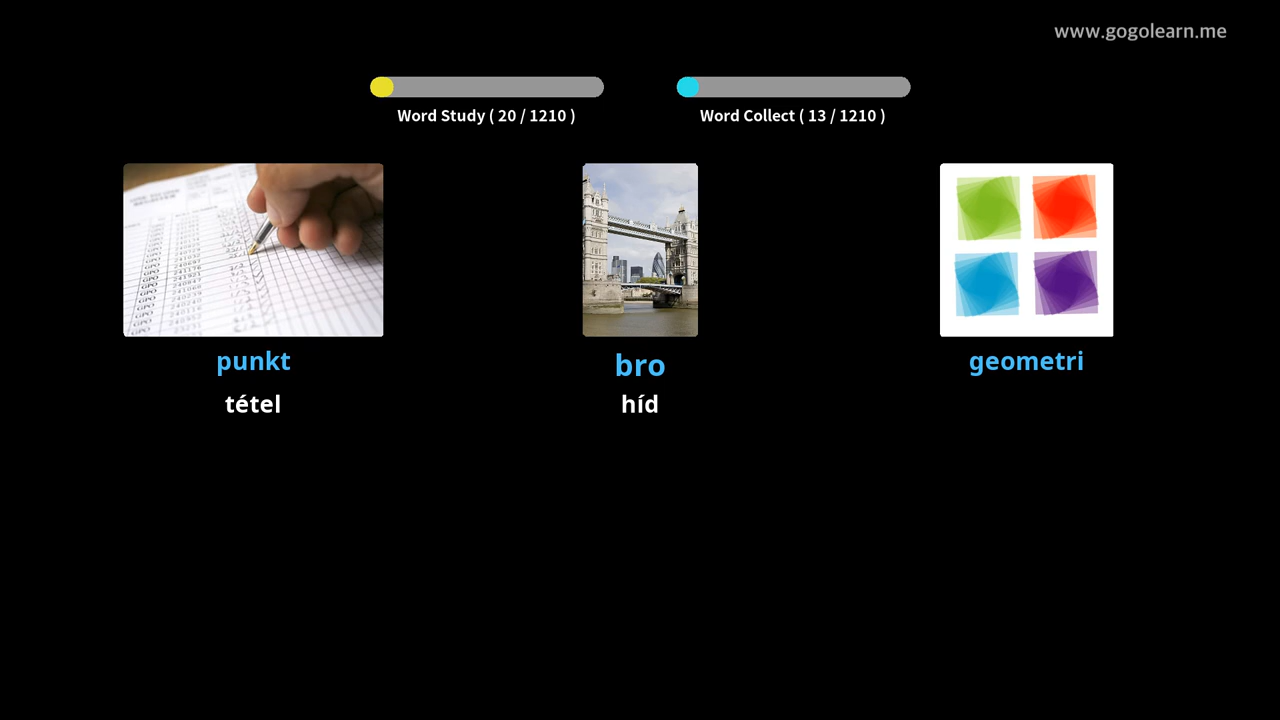 www.gogolearn.me
Word Study ( 20 / 1210 )
Word Collect ( 13 / 1210 )
punkt
bro
geometri
tétel
híd